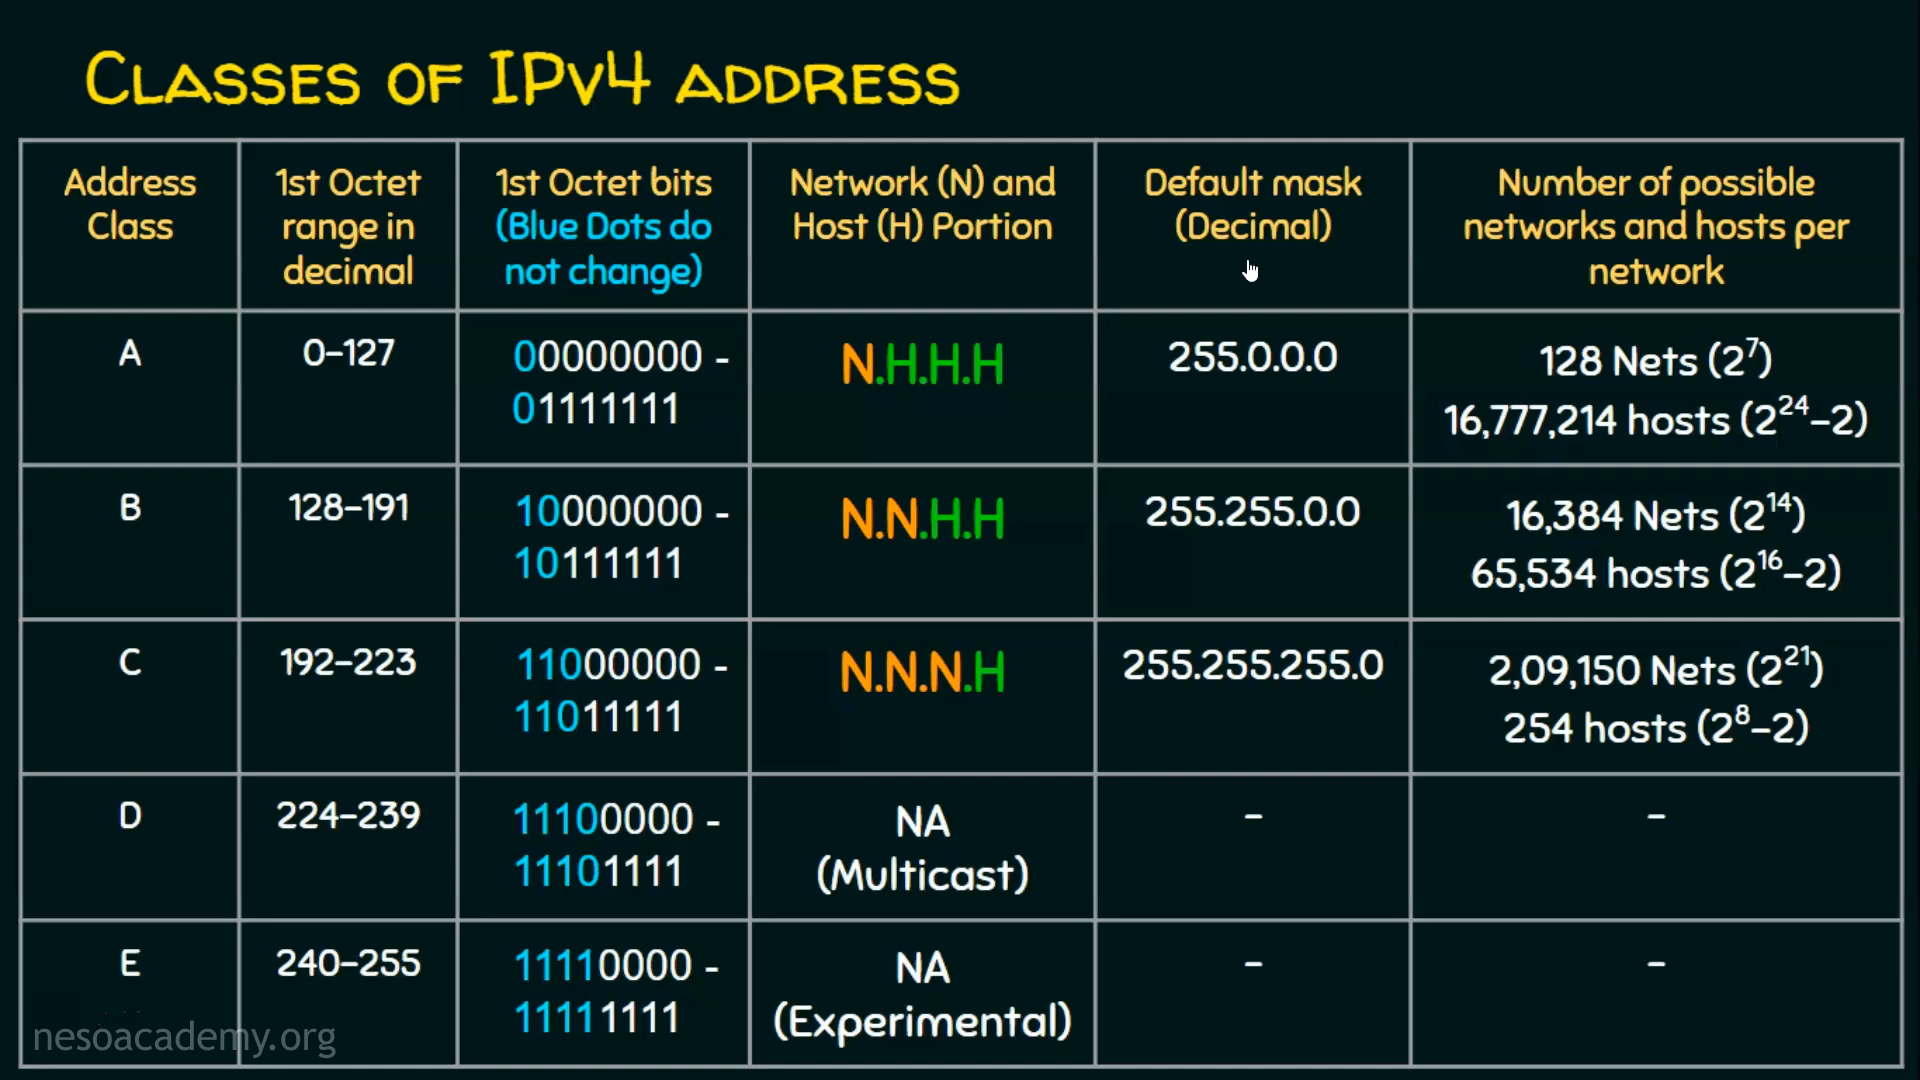 CLASSES OF IPv4 ADDRESS
Address Class
1st Octet range in decimal
1st Octet bits (Blue Dots do not change)
Network (N) and Host (H) Portion
Default mask (Decimal)
Number of possible networks and hosts per network
A
0-127
00000000 -
01111111
N.H.H.H
255.0.0.0
128 Nets (2⁷)
16,777,214 hosts (2²⁴-2)
B
128-191
10000000 -
10111111
N.N.H.H
255.255.0.0
16,384 Nets (2¹⁴)
65,534 hosts (2¹⁶-2)
C
192-223
11000000 -
11011111
N.N.N.H
255.255.255.0
2,09,150 Nets (2²¹)
254 hosts (2⁸-2)
D
224-239
11100000 -
11101111
NA
(Multicast)
-
-
E
240-255
11110000 -
11111111
NA
(Experimental)
-
-
nesoacademy.org